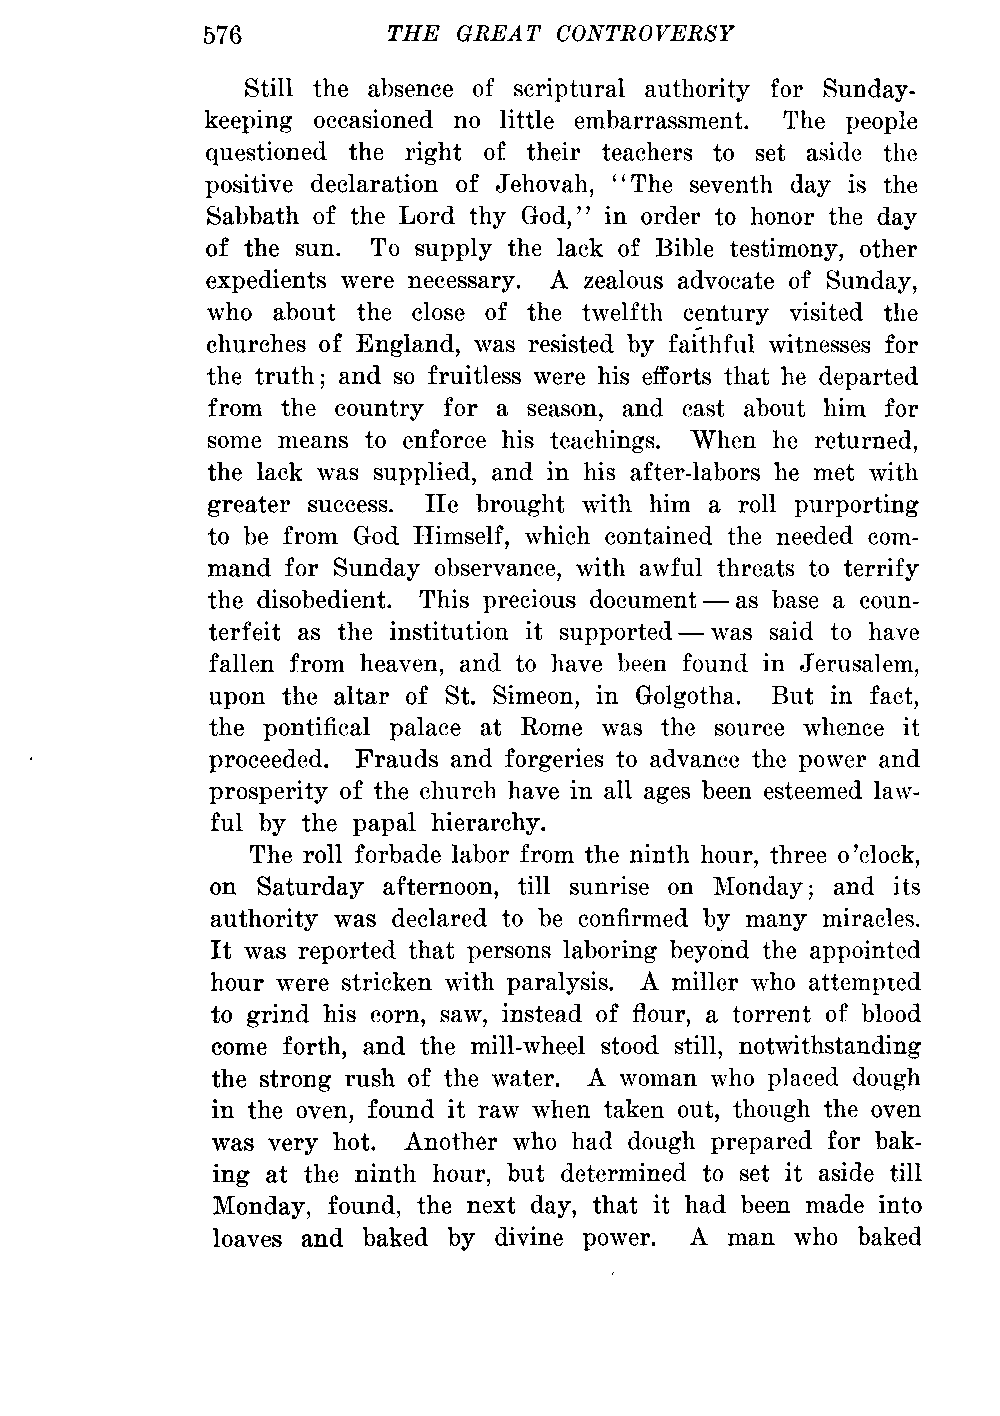 576 THE GREAT CONTROVERSY
Still the absence of scriptural authority for Sunday-
keeping occasioned no little embarrassment. The people
questioned the right of their teachers to set aside the
positive declaration of Jehovah, "The seventh day is the
Sabbath of the Lord thy God," in order to honor the day
of the sun. To supply the lack of Bible testimony, other
expedients were necessary. A zealous advocate of Sunday,
who about the close of the twelfth century visited the
churches of England, was resisted by faithful witnesses for
the truth; and so fruitless were his efforts that he departed
from the country for a season, and cast about him for
some means to enforce his teachings. When he returned,
the lack was supplied, and in his after-labors he met with
greater success. He brought with him a roll purporting
to be from God Himself, which contained the needed com-
mand for Sunday observance, with awful threats to terrify
the disobedient. This precious document — as base a coun-
terfeit as the institution it supported — was said to have
fallen from heaven, and to have been found in Jerusalem,
upon the altar of St. Simeon, in Golgotha. But in fact,
the pontifical palace at Rome was the source whence it
proceeded. Frauds and forgeries to advance the power and
prosperity of the church have in all ages been esteemed law-
ful by the papal hierarchy.
The roll forbade labor from the ninth hour, three o'clock,
on Saturday afternoon, till sunrise on Monday; and its
authority was declared to be confirmed by many miracles.
It was reported that persons laboring beyond the appointed
hour were stricken with paralysis. A miller who attempted
to grind his corn, saw, instead of flour, a torrent of blood
come forth, and the mill-wheel stood still, notwithstanding
the strong rush of the water. A woman who placed dough
in the oven, found it raw when taken out, though the oven
was very hot. Another who had dough prepared for bak-
ing at the ninth hour, but determined to set it aside till
Monday, found, the next day, that it had been made into
loaves and baked by divine power. A man who baked